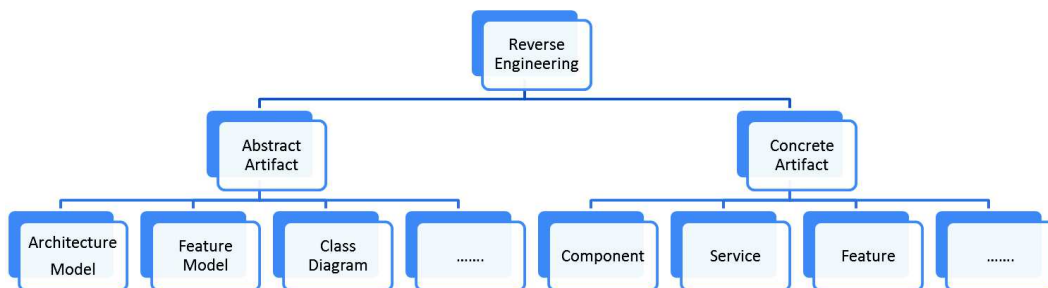 Reverse
Engineering
Abstract
Artifact
Concrete
Artifact
Architecture
Model
Feature
Model
Class
Diagram
.......
Component
Service
Feature
.......